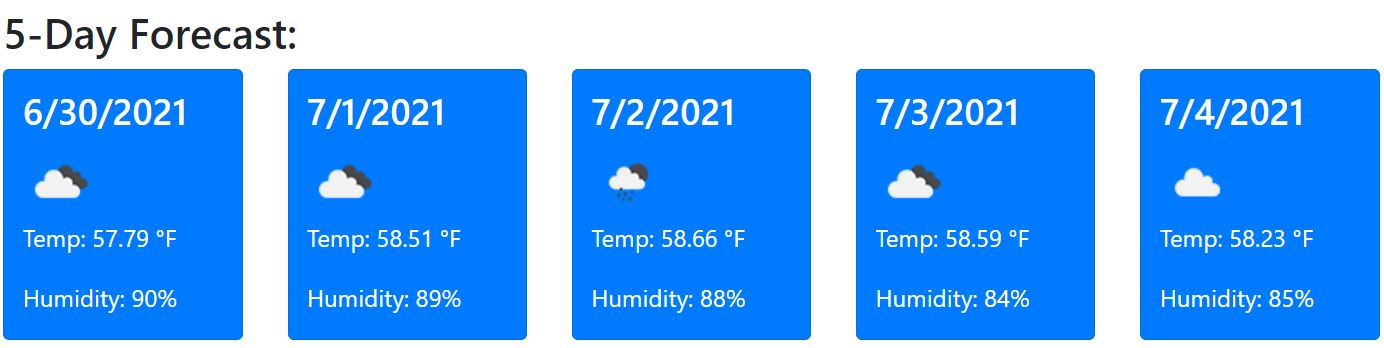 5-Day Forecast:
6/30/2021
Temp: 57.79 °F
Humidity: 90%
7/1/2021
Temp: 58.51 °F
Humidity: 89%
7/2/2021
Temp: 58.66 °F
Humidity: 88%
7/3/2021
Temp: 58.59 °F
Humidity: 84%
7/4/2021
Temp: 58.23 °F
Humidity: 85%